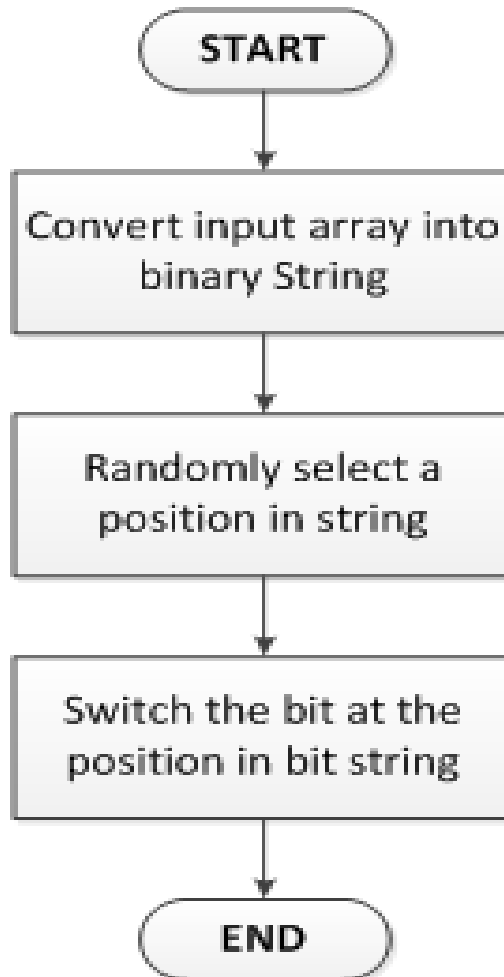 START
Convert input array into
binary String
Randomly select a
position in string
Switch the bit at the
position in bit string
END